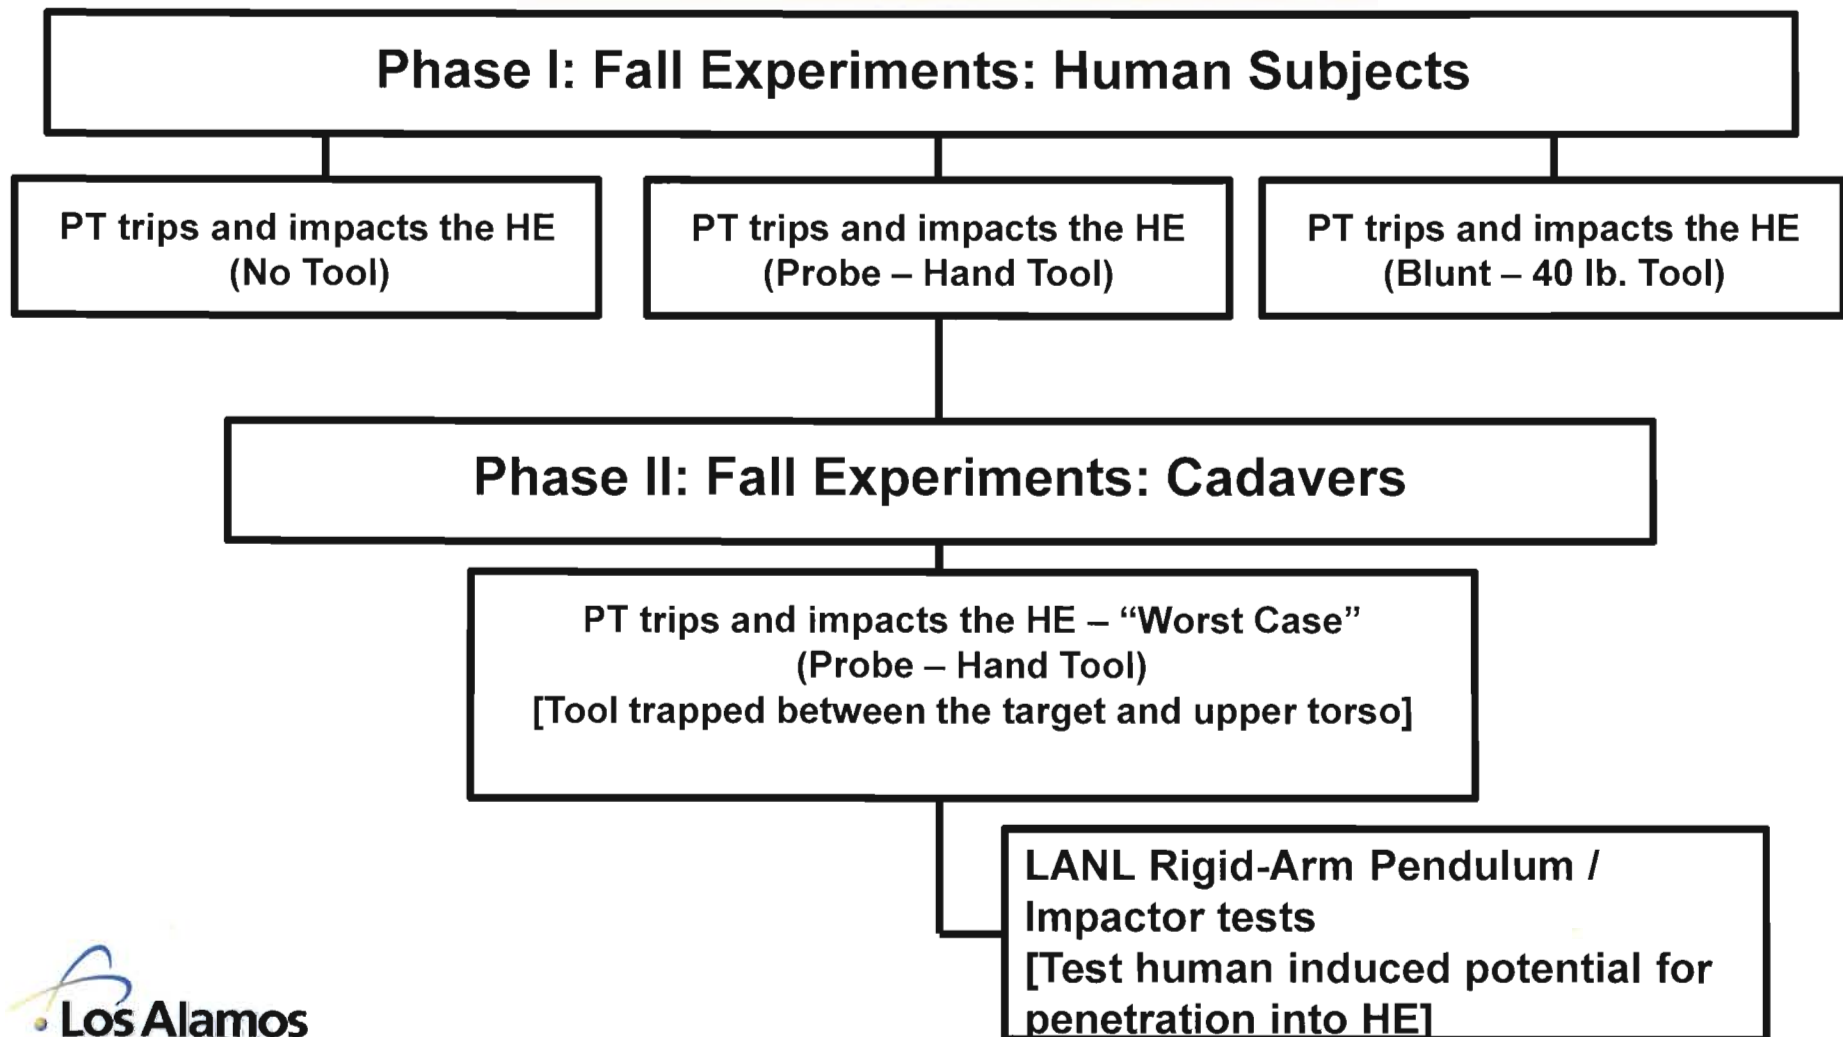 Phase I: Fall Experiments: Human Subjects
PT trips and impacts the HE
(No Tool)
PT trips and impacts the HE
(Probe – Hand Tool)
PT trips and impacts the HE
(Blunt – 40 lb. Tool)
Phase II: Fall Experiments: Cadavers
PT trips and impacts the HE – “Worst Case”
(Probe – Hand Tool)
[Tool trapped between the target and upper torso]
LANL Rigid-Arm Pendulum /
Impactor tests
[Test human induced potential for
penetration into HE]
Los Alamos